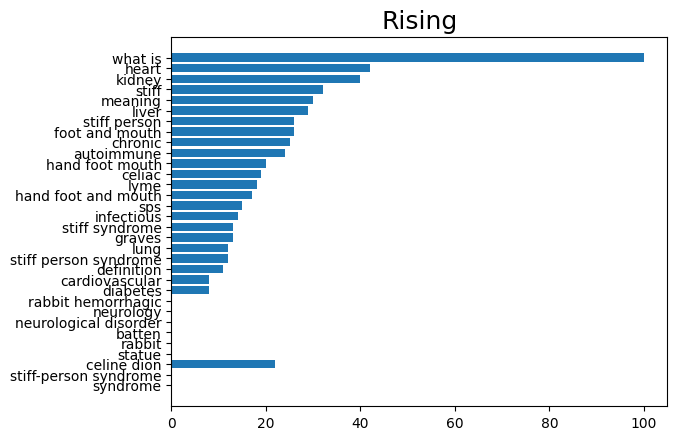 Rising
what is
heart
kidney
stiff
meaning
liver
stiff person
foot and mouth
chronic
autoimmune
hand foot mouth
celiac
lyme
hand foot and mouth
sps
infectious
stiff syndrome
graves
lung
stiff person syndrome
definition
cardiovascular
diabetes
rabbit hemorrhagic
neurology
neurological disorder
batten
rabbit
statue
celine dion
stiff-person syndrome
syndrome
0 20 40 60 80 100